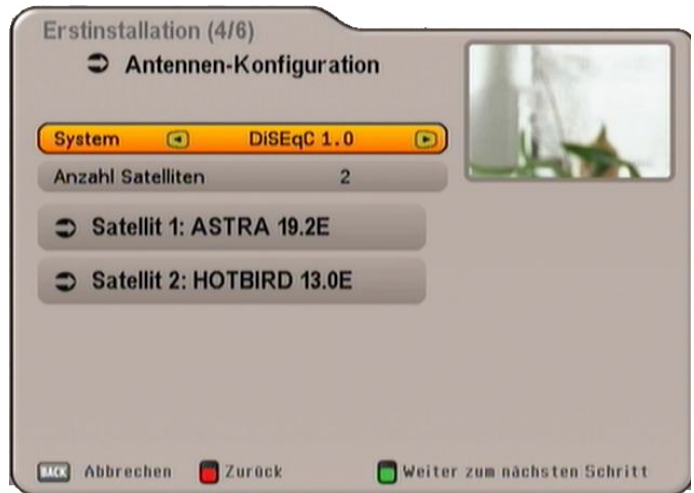 Erstinstallation (4/6)
Antennen-Konfiguration
System DiSEqC 1.0
Anzahl Satelliten 2
Satellit 1: ASTRA 19.2E
Satellit 2: HOTBIRD 13.0E
BACK Abbrechen Zurück Weiter zum nächsten Schritt